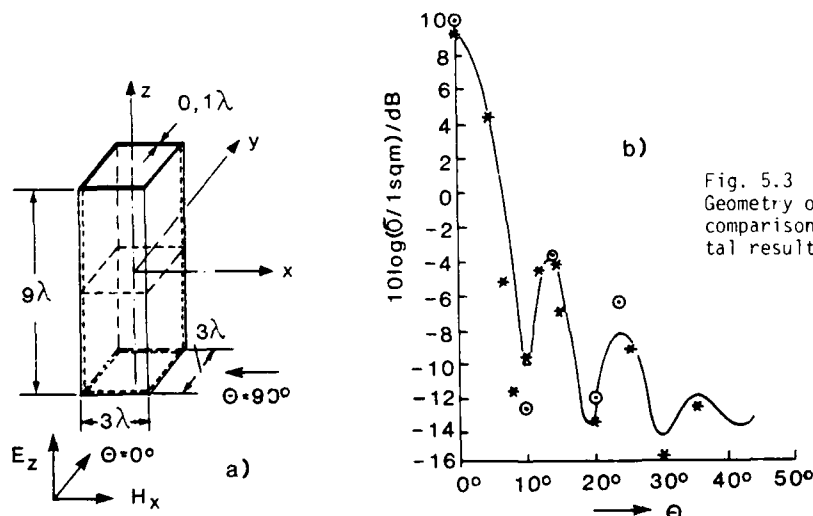 z
0,1λ
y
x
9λ
3λ
Θ=90°
3λ
E_z
Θ=0°
H_x
a)
10log(σ/1sqm)/dB
10
8
6
4
2
0
-2
-4
-6
-8
-10
-12
-14
-16
b)
0°
10°
20°
30°
40°
50°
Θ
Fig. 5.3
Geometry o
comparison
tal result